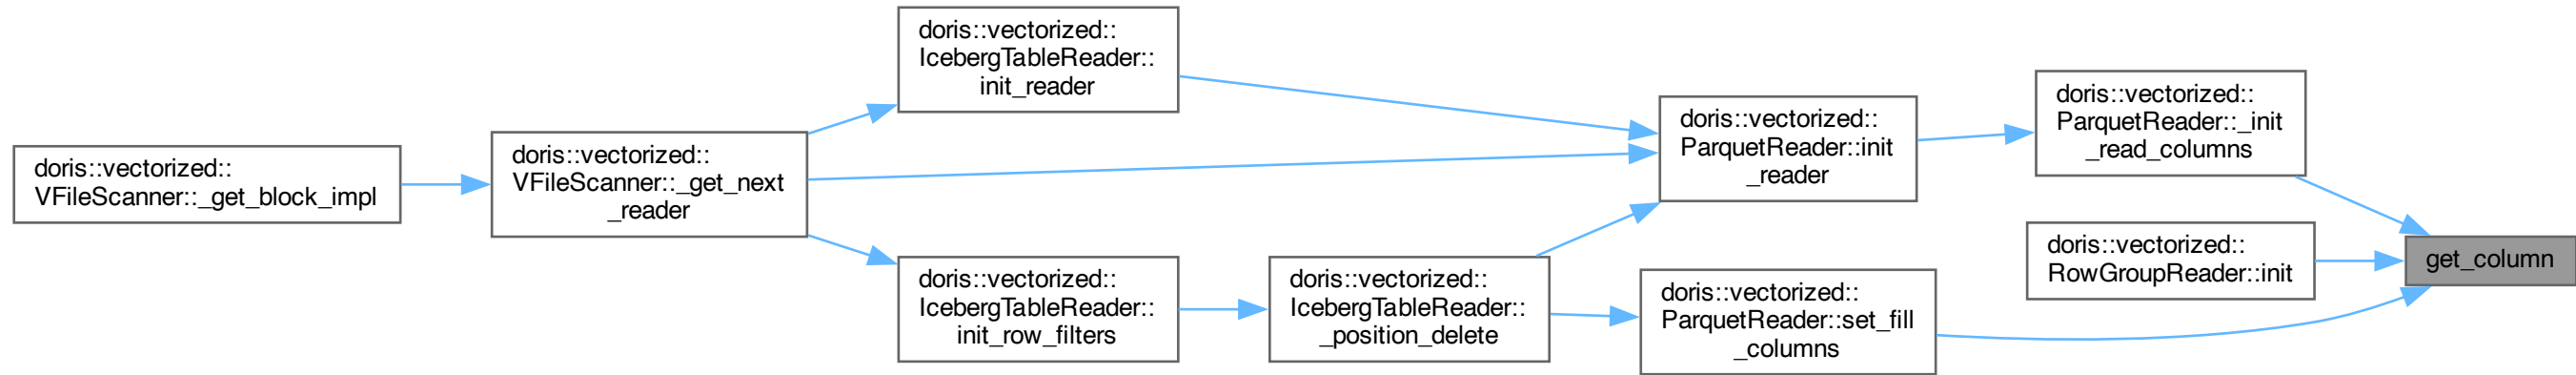 doris::vectorized::
VFileScanner::_get_block_impl
doris::vectorized::
VFileScanner::_get_next
_reader
doris::vectorized::
IcebergTableReader::
init_reader
doris::vectorized::
IcebergTableReader::
init_row_filters
doris::vectorized::
IcebergTableReader::
_position_delete
doris::vectorized::
ParquetReader::init
_reader
doris::vectorized::
ParquetReader::set_fill
_columns
doris::vectorized::
ParquetReader::_init
_read_columns
doris::vectorized::
RowGroupReader::init
get_column